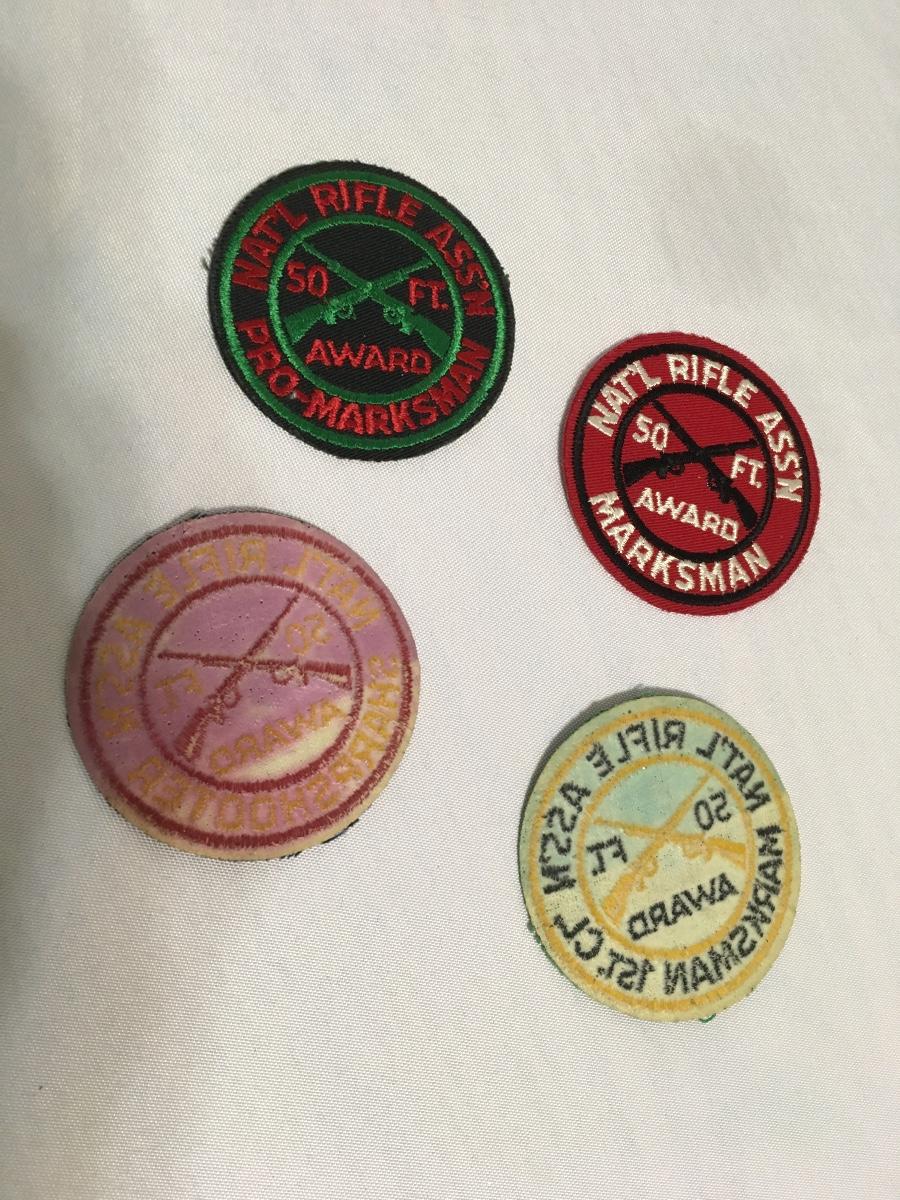 NAT'L RIFLE ASS'N
50 FT.
AWARD
PRO-MARKSMAN
NAT'L RIFLE ASS'N
50 FT.
AWARD
MARKSMAN
NAT'L RIFLE ASS'N
50 FT.
AWARD
SHARPSHOOTER
NAT'L RIFLE ASS'N
50 FT.
AWARD
MARKSMAN 1ST. CL.